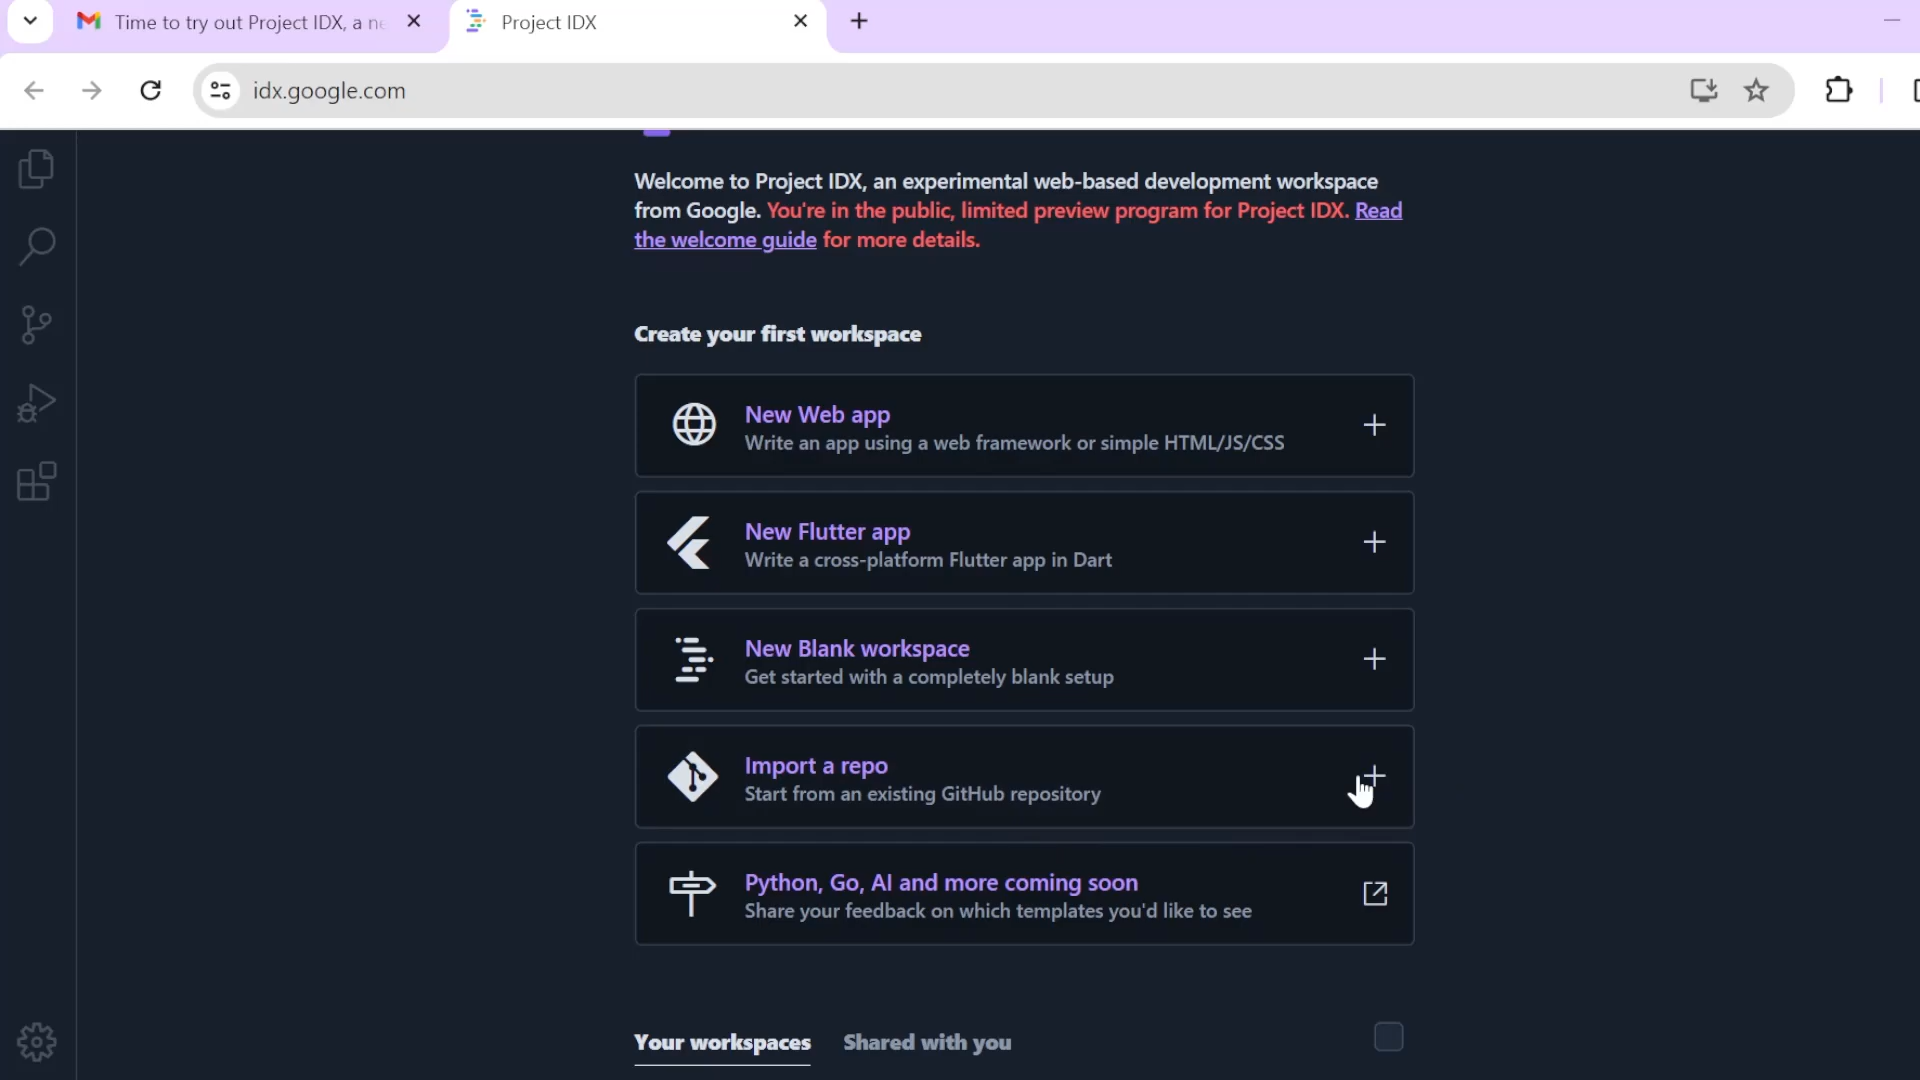 Time to try out Project IDX, a ne
Project IDX
idx.google.com
Welcome to Project IDX, an experimental web-based development workspace
from Google. You're in the public, limited preview program for Project IDX. Read
the welcome guide for more details.
Create your first workspace
New Web app
Write an app using a web framework or simple HTML/JS/CSS
New Flutter app
Write a cross-platform Flutter app in Dart
New Blank workspace
Get started with a completely blank setup
Import a repo
Start from an existing GitHub repository
Python, Go, AI and more coming soon
Share your feedback on which templates you'd like to see
Your workspaces Shared with you